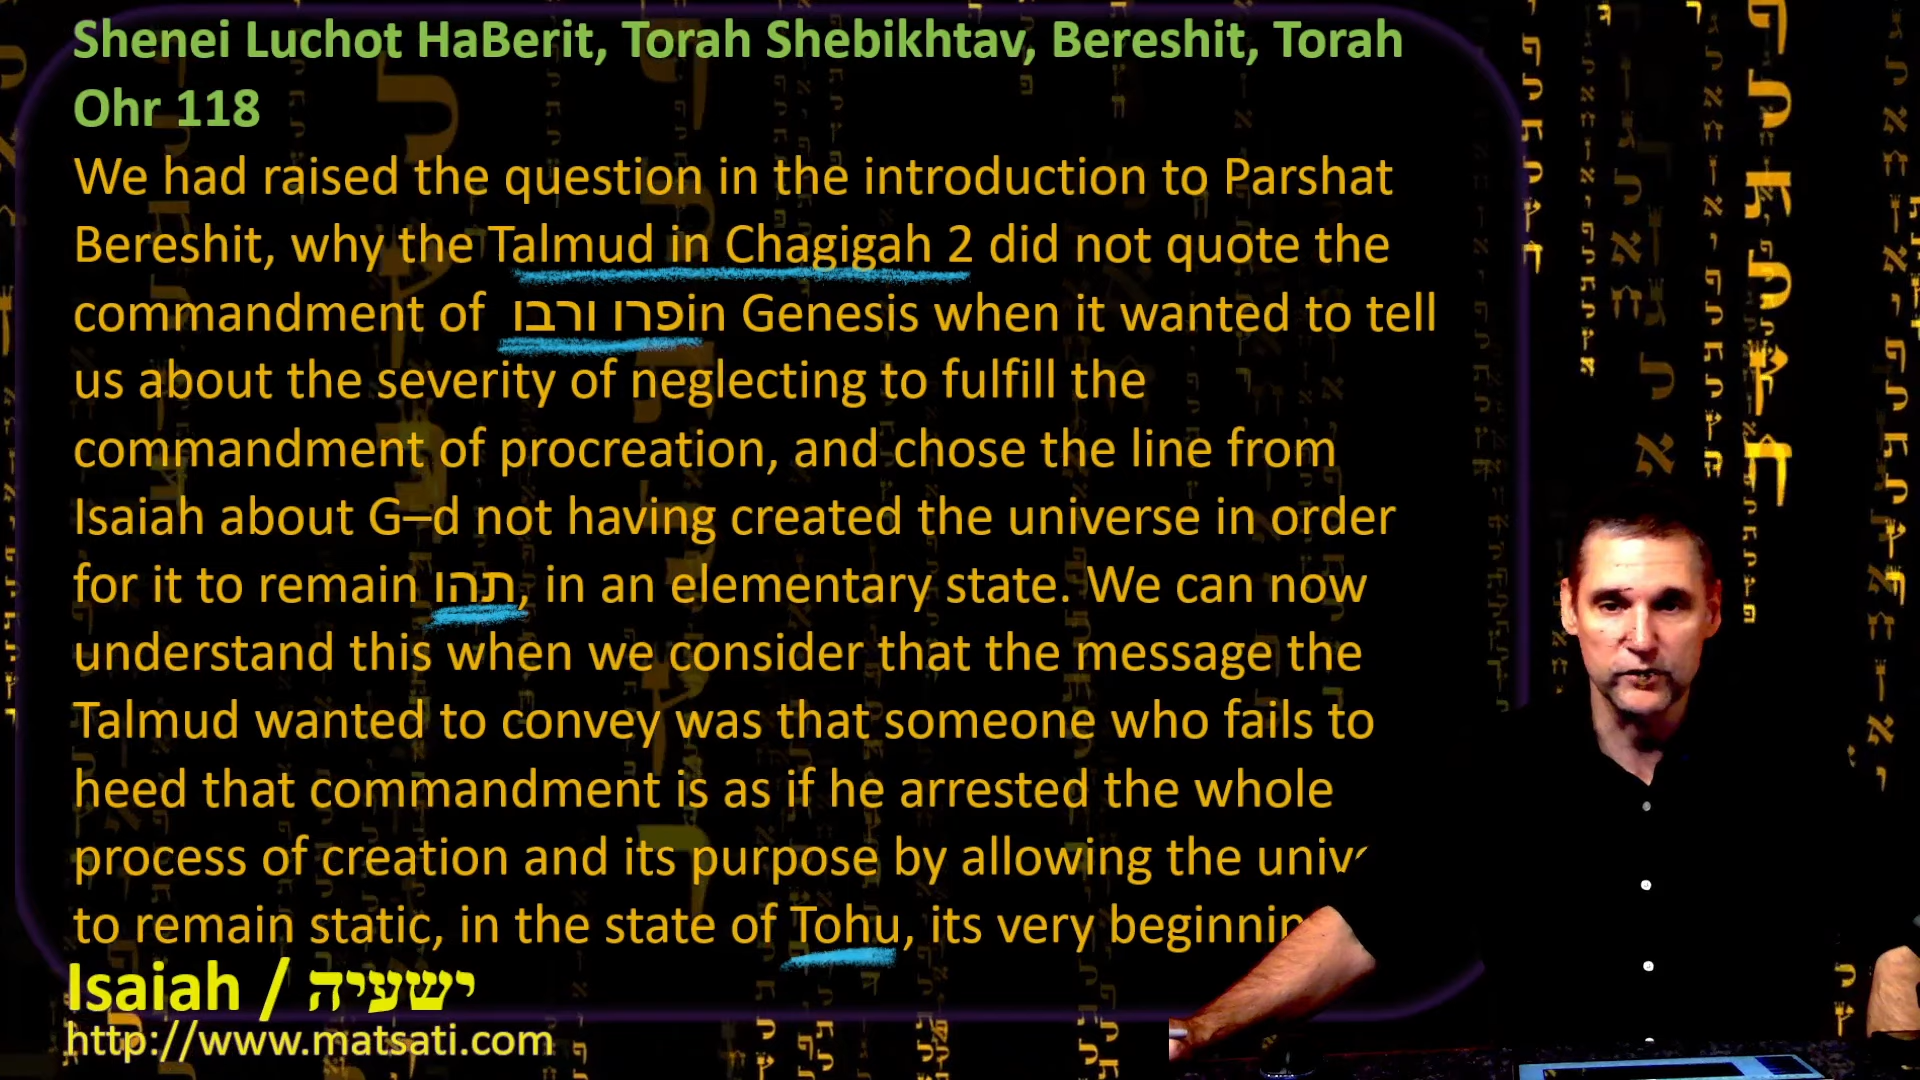 Shenei Luchot HaBerit, Torah Shebikhtav, Bereshit, Torah
Ohr 118
We had raised the question in the introduction to Parshat
Bereshit, why the Talmud in Chagigah 2 did not quote the
commandment of פרו ורבו in Genesis when it wanted to tell
us about the severity of neglecting to fulfill the
commandment of procreation, and chose the line from
Isaiah about G–d not having created the universe in order
for it to remain תהו, in an elementary state. We can now
understand this when we consider that the message the
Talmud wanted to convey was that someone who fails to
heed that commandment is as if he arrested the whole
process of creation and its purpose by allowing the
to remain static, in the state of Tohu, its very
Isaiah / ישעיה
http://www.matsati.com